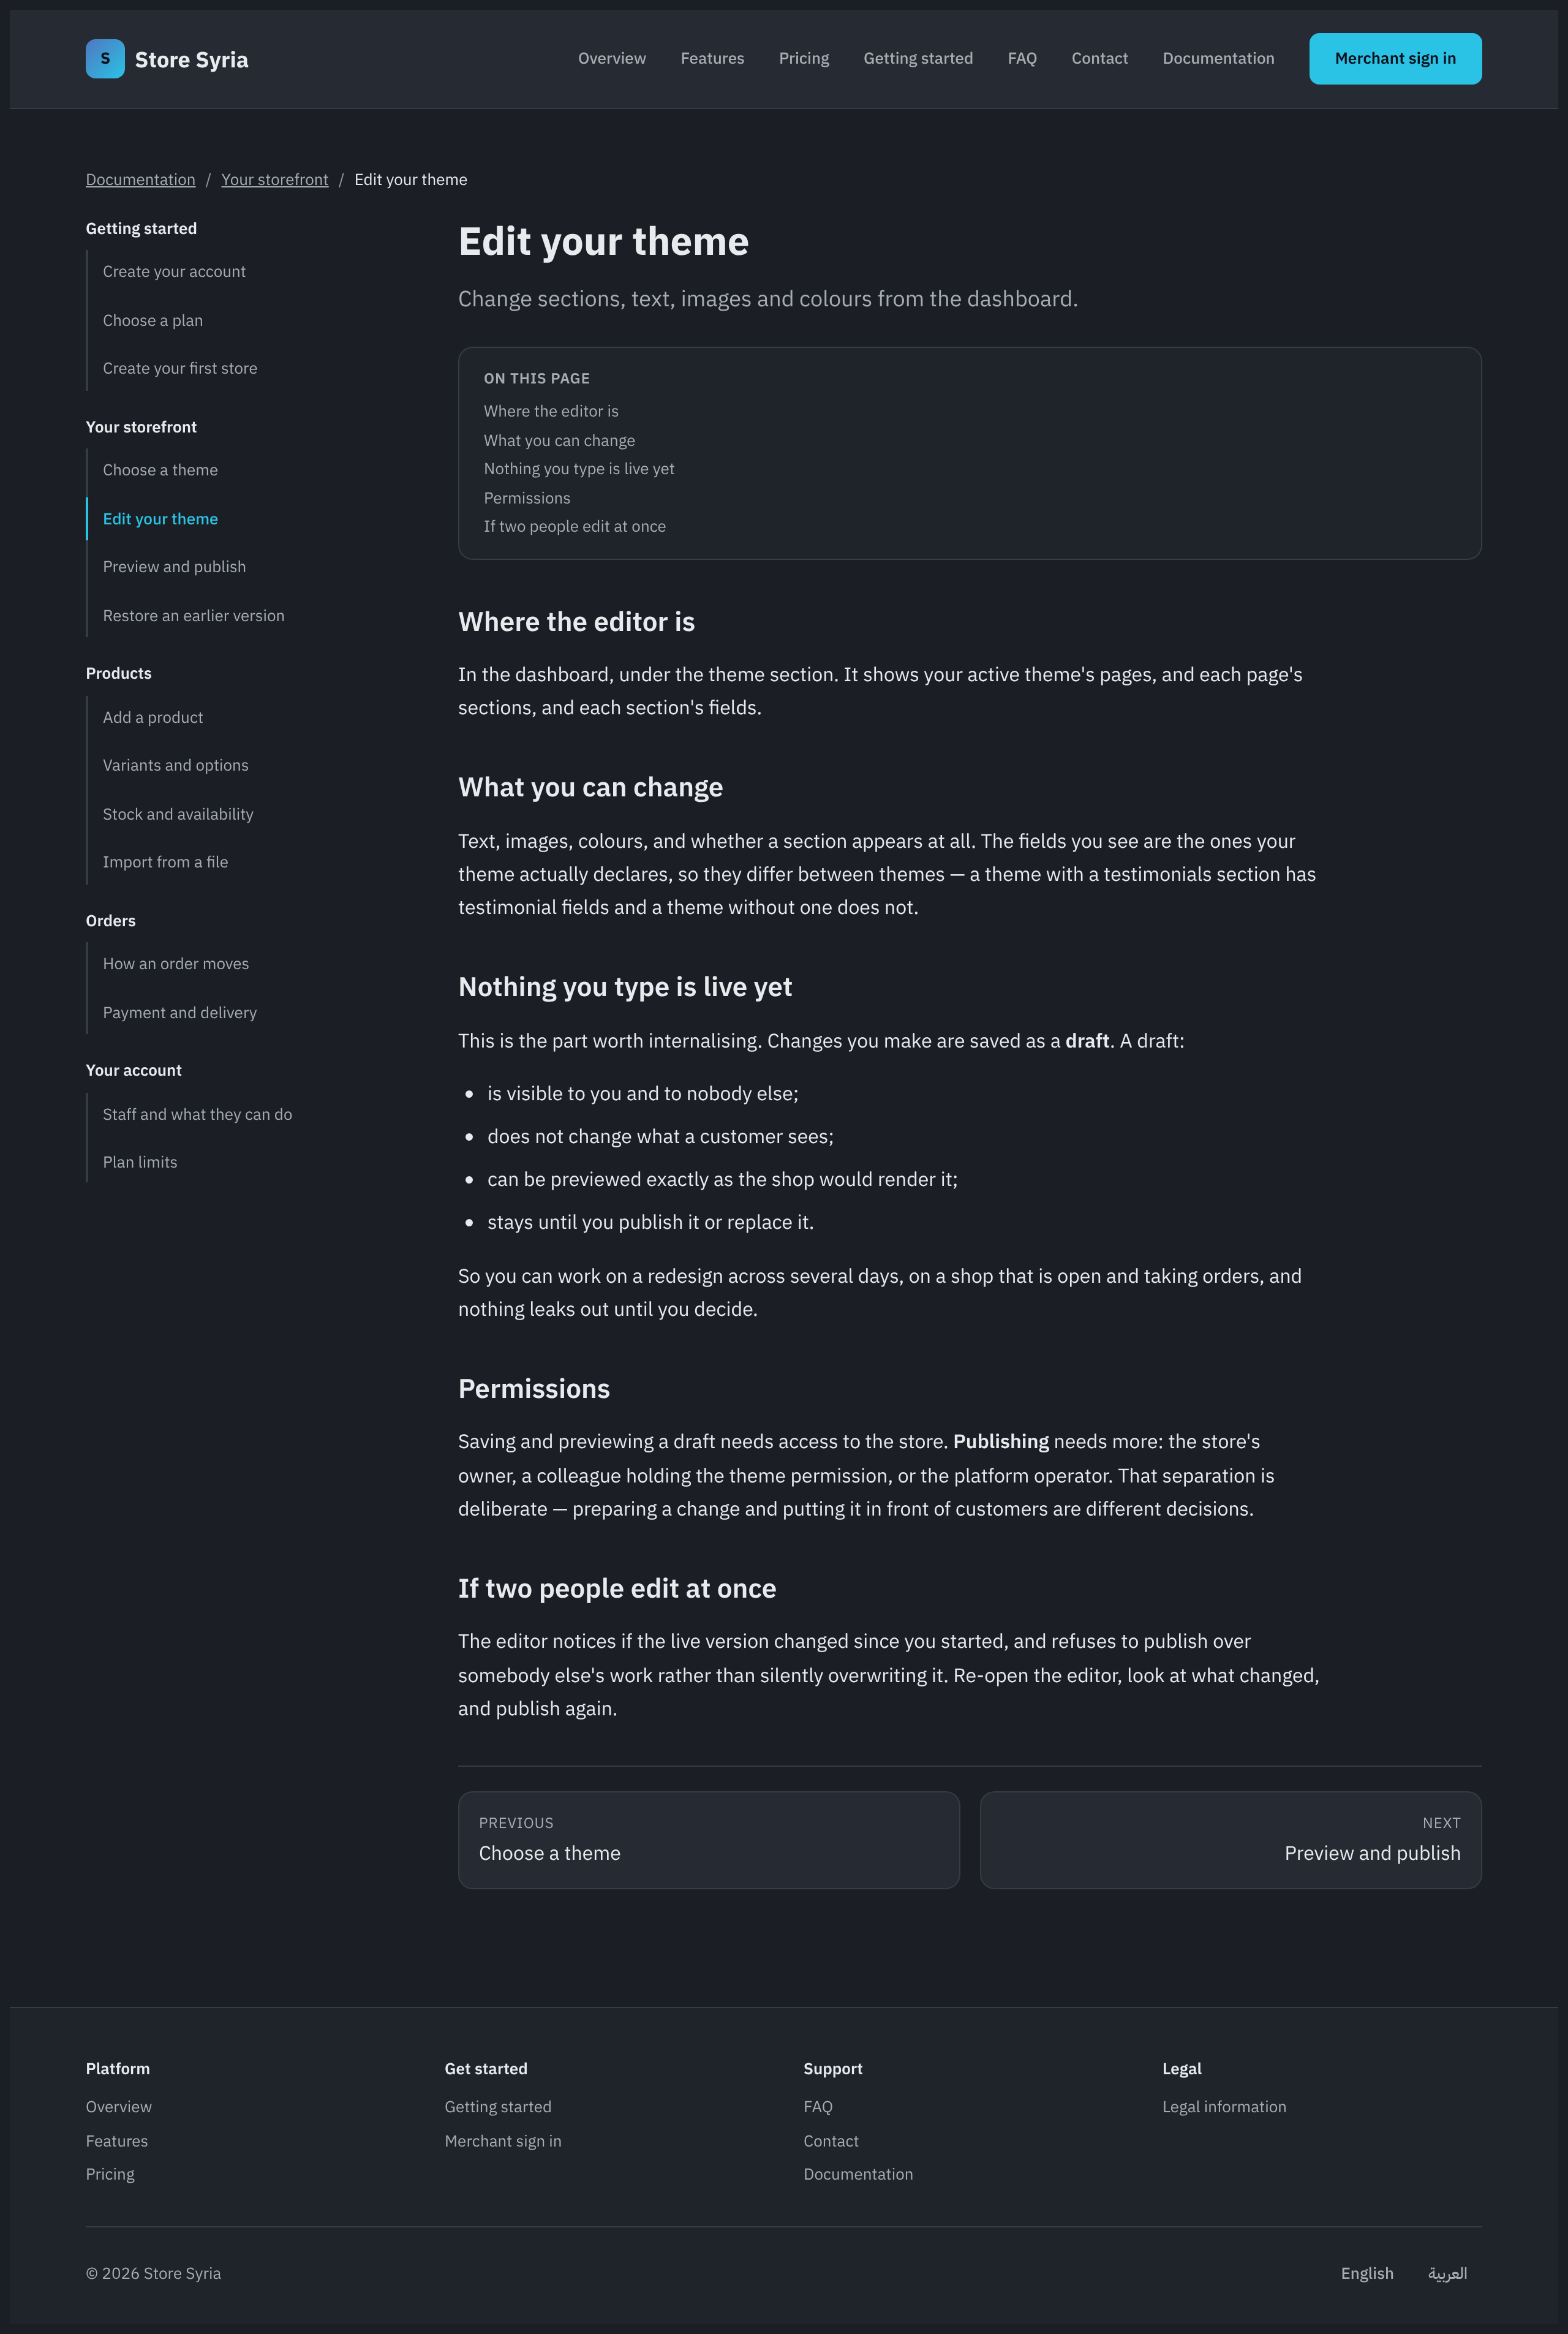 S
Store Syria
Overview
Features
Pricing
Getting started
FAQ
Contact
Documentation
Merchant sign in
Documentation / Your storefront / Edit your theme
Getting started
Create your account
Choose a plan
Create your first store
Your storefront
Choose a theme
Edit your theme
Preview and publish
Restore an earlier version
Products
Add a product
Variants and options
Stock and availability
Import from a file
Orders
How an order moves
Payment and delivery
Your account
Staff and what they can do
Plan limits
Edit your theme
Change sections, text, images and colours from the dashboard.
ON THIS PAGE
Where the editor is
What you can change
Nothing you type is live yet
Permissions
If two people edit at once
Where the editor is
In the dashboard, under the theme section. It shows your active theme's pages, and each page's
sections, and each section's fields.
What you can change
Text, images, colours, and whether a section appears at all. The fields you see are the ones your
theme actually declares, so they differ between themes — a theme with a testimonials section has
testimonial fields and a theme without one does not.
Nothing you type is live yet
This is the part worth internalising. Changes you make are saved as a draft. A draft:
• is visible to you and to nobody else;
• does not change what a customer sees;
• can be previewed exactly as the shop would render it;
• stays until you publish it or replace it.
So you can work on a redesign across several days, on a shop that is open and taking orders, and
nothing leaks out until you decide.
Permissions
Saving and previewing a draft needs access to the store. Publishing needs more: the store's
owner, a colleague holding the theme permission, or the platform operator. That separation is
deliberate — preparing a change and putting it in front of customers are different decisions.
If two people edit at once
The editor notices if the live version changed since you started, and refuses to publish over
somebody else's work rather than silently overwriting it. Re-open the editor, look at what changed,
and publish again.
PREVIOUS
Choose a theme
NEXT
Preview and publish
Platform
Overview
Features
Pricing
Get started
Getting started
Merchant sign in
Support
FAQ
Contact
Documentation
Legal
Legal information
© 2026 Store Syria
English
العربية